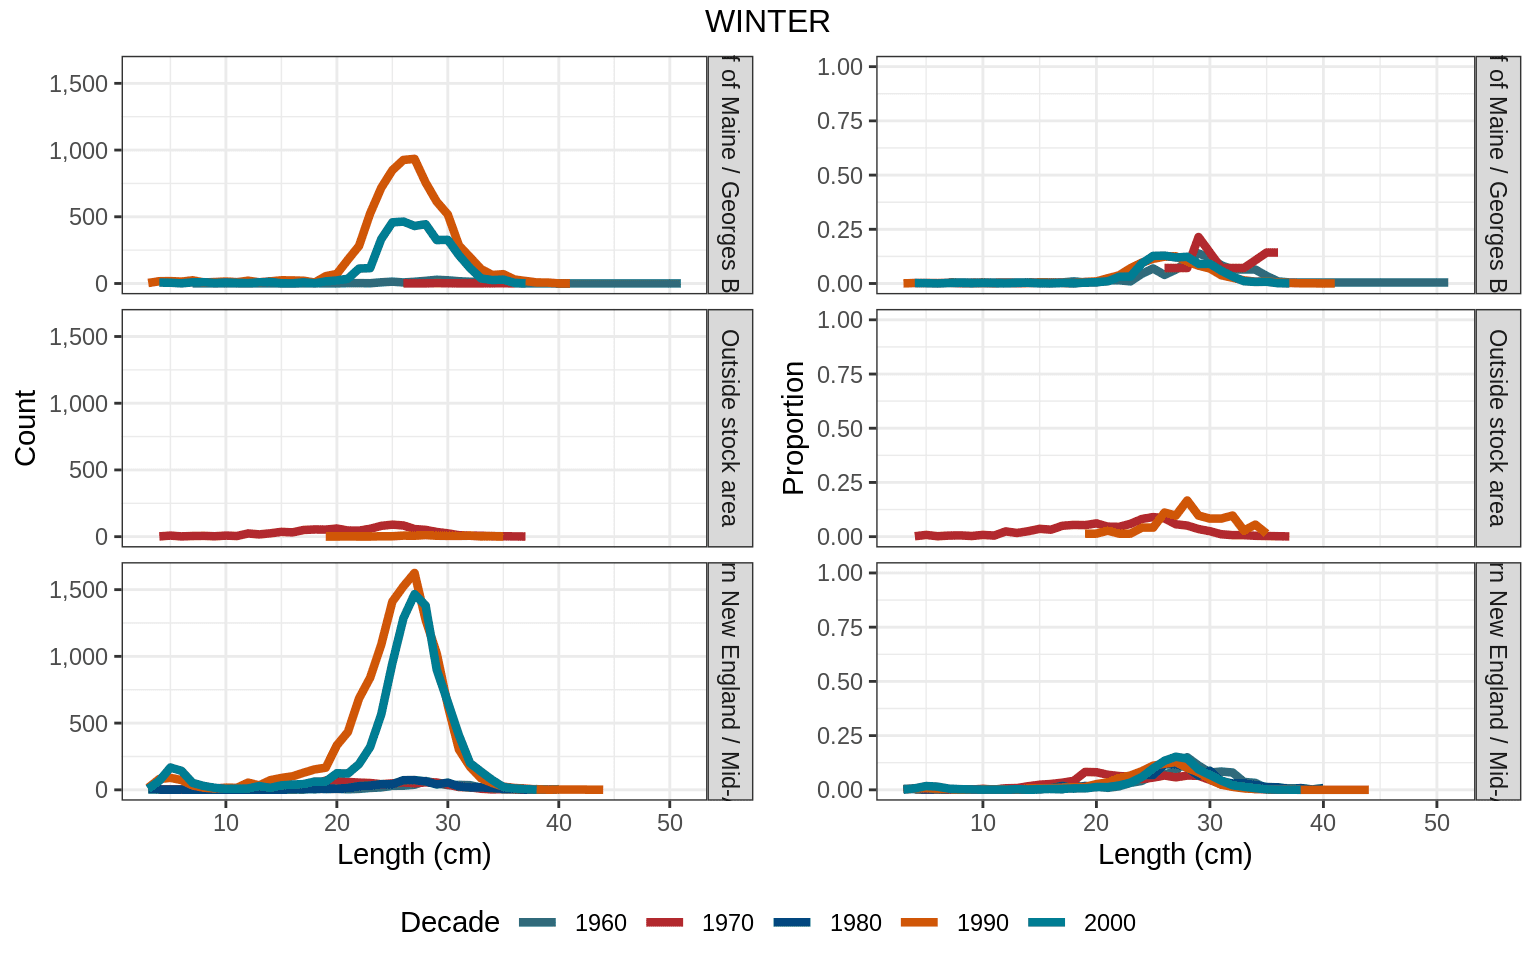 WINTER
Count
1,500
1,000
500
0
of Maine / Georges B
1,500
1,000
500
0
Outside stock area
1,500
1,000
500
0
rn New England / Mid-
10 20 30 40 50
Length (cm)
Proportion
1.00
0.75
0.50
0.25
0.00
of Maine / Georges B
1.00
0.75
0.50
0.25
0.00
Outside stock area
1.00
0.75
0.50
0.25
0.00
rn New England / Mid-
10 20 30 40 50
Length (cm)
Decade 1960 1970 1980 1990 2000